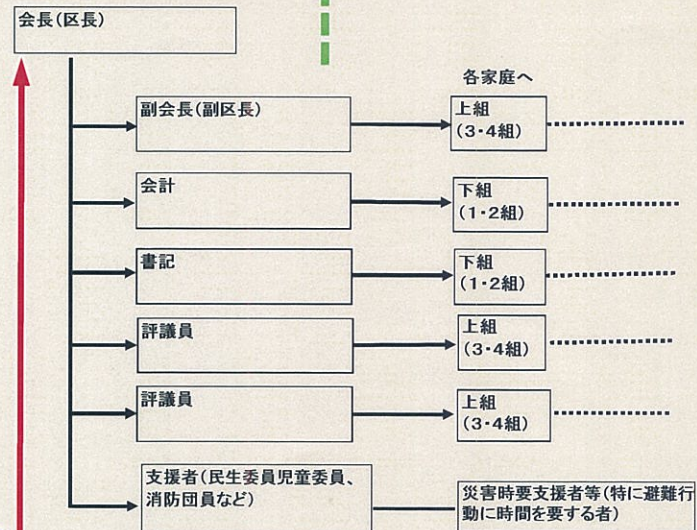 会長(区長)
各家庭へ
副会長(副区長)
上組
(3・4組)
会計
下組
(1・2組)
書記
下組
(1・2組)
評議員
上組
(3・4組)
評議員
上組
(3・4組)
支援者(民生委員児童委員、
消防団員など)
災害時要支援者等(特に避難行
動に時間を要する者)